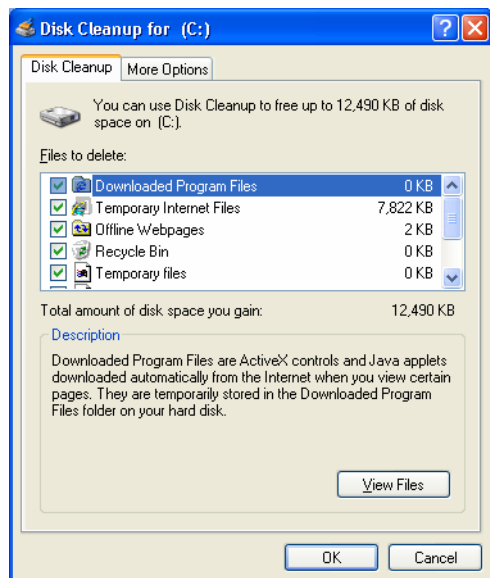 Disk Cleanup for (C:)
Disk Cleanup
More Options
You can use Disk Cleanup to free up to 12,490 KB of disk
space on (C:).
Files to delete:
Downloaded Program Files 0 KB
Temporary Internet Files 7,822 KB
Offline Webpages 2 KB
Recycle Bin 0 KB
Temporary files 0 KB
Total amount of disk space you gain: 12,490 KB
Description
Downloaded Program Files are ActiveX controls and Java applets
downloaded automatically from the Internet when you view certain
pages. They are temporarily stored in the Downloaded Program
Files folder on your hard disk.
View Files
OK Cancel